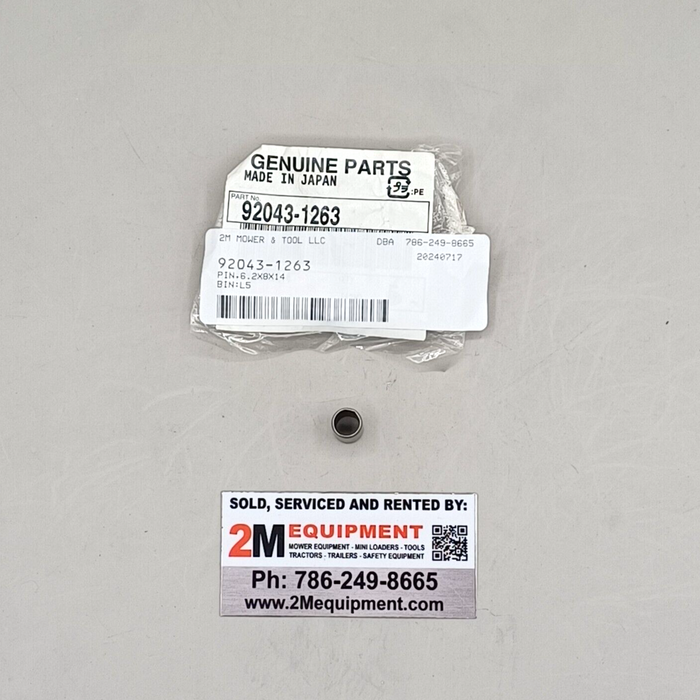 GENUINE PARTS
MADE IN JAPAN
:PE
PART No.
92043-1263
2M MOWER & TOOL LLC DBA 786-249-8665
20240717
92043-1263
PIN,6.2X8X14
BIN:L5
SOLD, SERVICED AND RENTED BY:
2M EQUIPMENT
MOWER EQUIPMENT - MINI LOADERS - TOOLS
TRACTORS - TRAILERS - SAFETY EQUIPMENT
Ph: 786-249-8665
www.2Mequipment.com